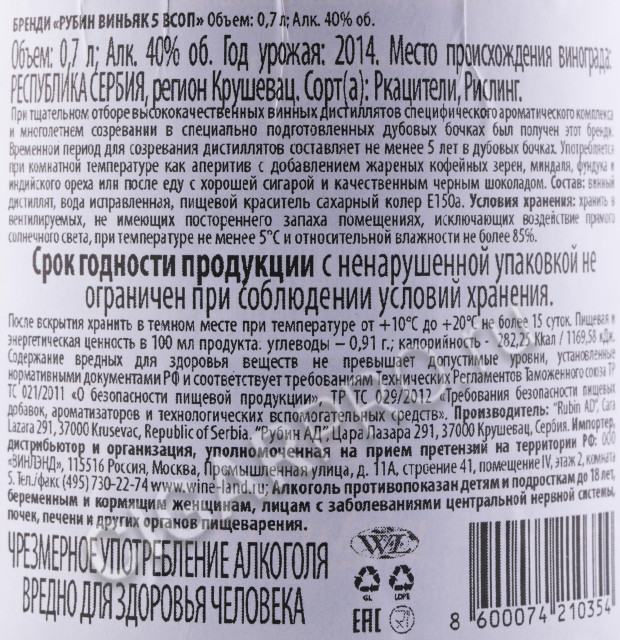 БРЕНДИ «РУБИН ВИНЬЯК 5 ВСОП» Объем: 0,7 л; Алк. 40% об.
Объем: 0,7 л; Алк. 40% об. Год урожая: 2014. Место происхождения винограда:
РЕСПУБЛИКА СЕРБИЯ, регион Крушевац. Сорт(а): Ркацители, Рислинг.
При тщательном отборе высококачественных винных дистиллятов специфического ароматического комплекса
и многолетнем созревании в специально подготовленных дубовых бочках был получен этот бренди.
Временной период для созревания дистиллятов составляет не менее 5 лет в дубовых бочках. Употребляется
при комнатной температуре как аперитив с добавлением жареных кофейных зерен, миндаля, фундука и
индийского ореха или после еду с хорошей сигарой и качественным черным шоколадом. Состав: винный
дистиллят, вода исправленная, пищевой краситель сахарный колер Е150а. Условия хранения: хранить в
вентилируемых, не имеющих постороннего запаха помещениях, исключающих воздействие прямого
солнечного света, при температуре не менее 5°С и относительной влажности не более 85%.
Срок годности продукции с ненарушенной упаковкой не
ограничен при соблюдении условий хранения.
После вскрытия хранить в темном месте при температуре от +10°С до +20°С не более 15 суток. Пищевая и
энергетическая ценность в 100 мл продукта: углеводы – 0,91 г.; калорийность - 282,25 Ккал / 1169,58 кДж.
Содержание вредных для здоровья веществ не превышает допустимые уровни, установленные
нормативными документами РФ и соответствует требованиям Технических Регламентов Таможенного союза ТР
ТС 021/2011 «О безопасности пищевой продукции», ТР ТС 029/2012 «Требования безопасности пищевых
добавок, ароматизаторов и технологических вспомогательных средств». Производитель: "Rubin AD", Cara
Lazara 291, 37000 Krusevac, Republic of Serbia. "Рубин АД" Цара Лазара 291, 37000 Крушевац, Сербия. Импортер,
дистрибьютор и организация, уполномоченная на прием претензий на территории РФ: ООО
«ВИНЛЭНД», 115516 Россия, Москва, Промышленная улица, д. 11А, строение 41, помещение IV, этаж 2, комната
5. Тел./факс (495) 730-22-74 www.wine-land.ru. Алкоголь противопоказан детям и подросткам до 18 лет,
беременным и кормящим женщинам, лицам с заболеваниями центральной нервной системы,
почек, печени и других органов пищеварения.
ЧРЕЗМЕРНОЕ УПОТРЕБЛЕНИЕ АЛКОГОЛЯ
ВРЕДНО ДЛЯ ЗДОРОВЬЯ ЧЕЛОВЕКА
WL
GL LDPE
EAC
8 600074 210354